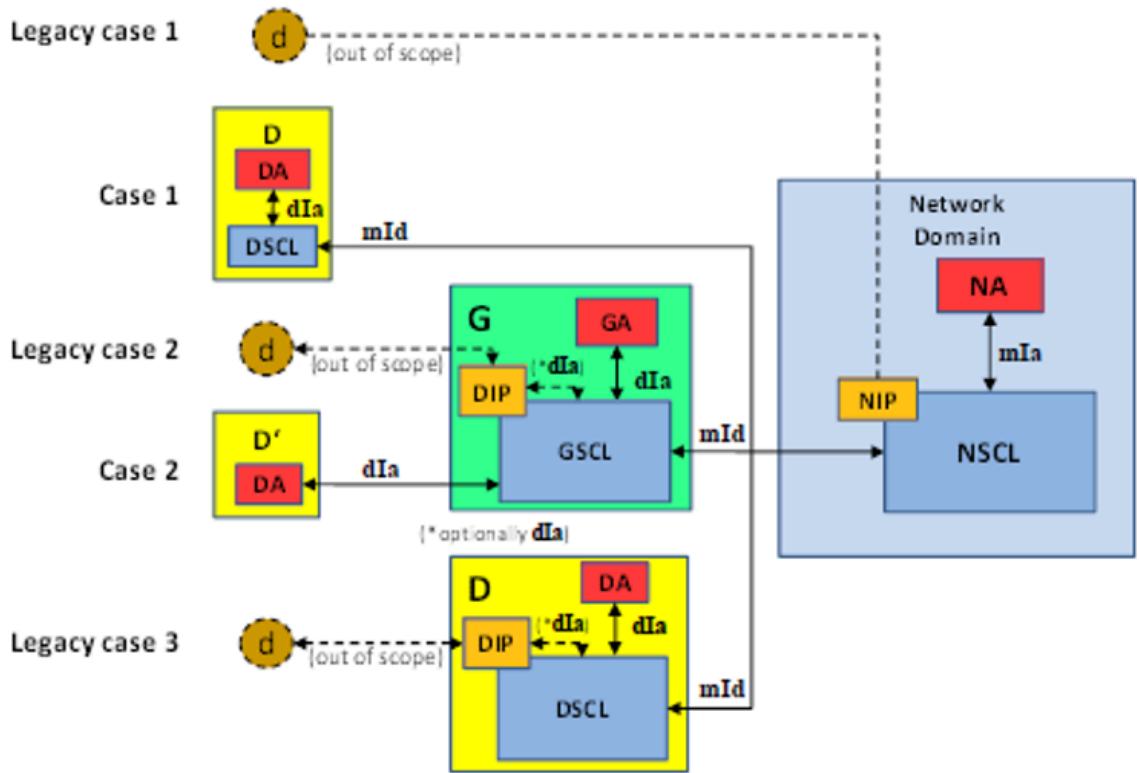 Legacy case 1
d
(out of scope)
D
DA
Case 1
dIa
DSCL
mId
Network
Domain
NA
mIa
G
GA
Legacy case 2
d
(out of scope)
(*dIa)
dIa
DIP
NIP
GSCL
mId
NSCL
D'
Case 2
DA
dIa
(*optionally dIa)
D
DA
Legacy case 3
d
(out of scope)
DIP
(*dIa)
dIa
DSCL
mId